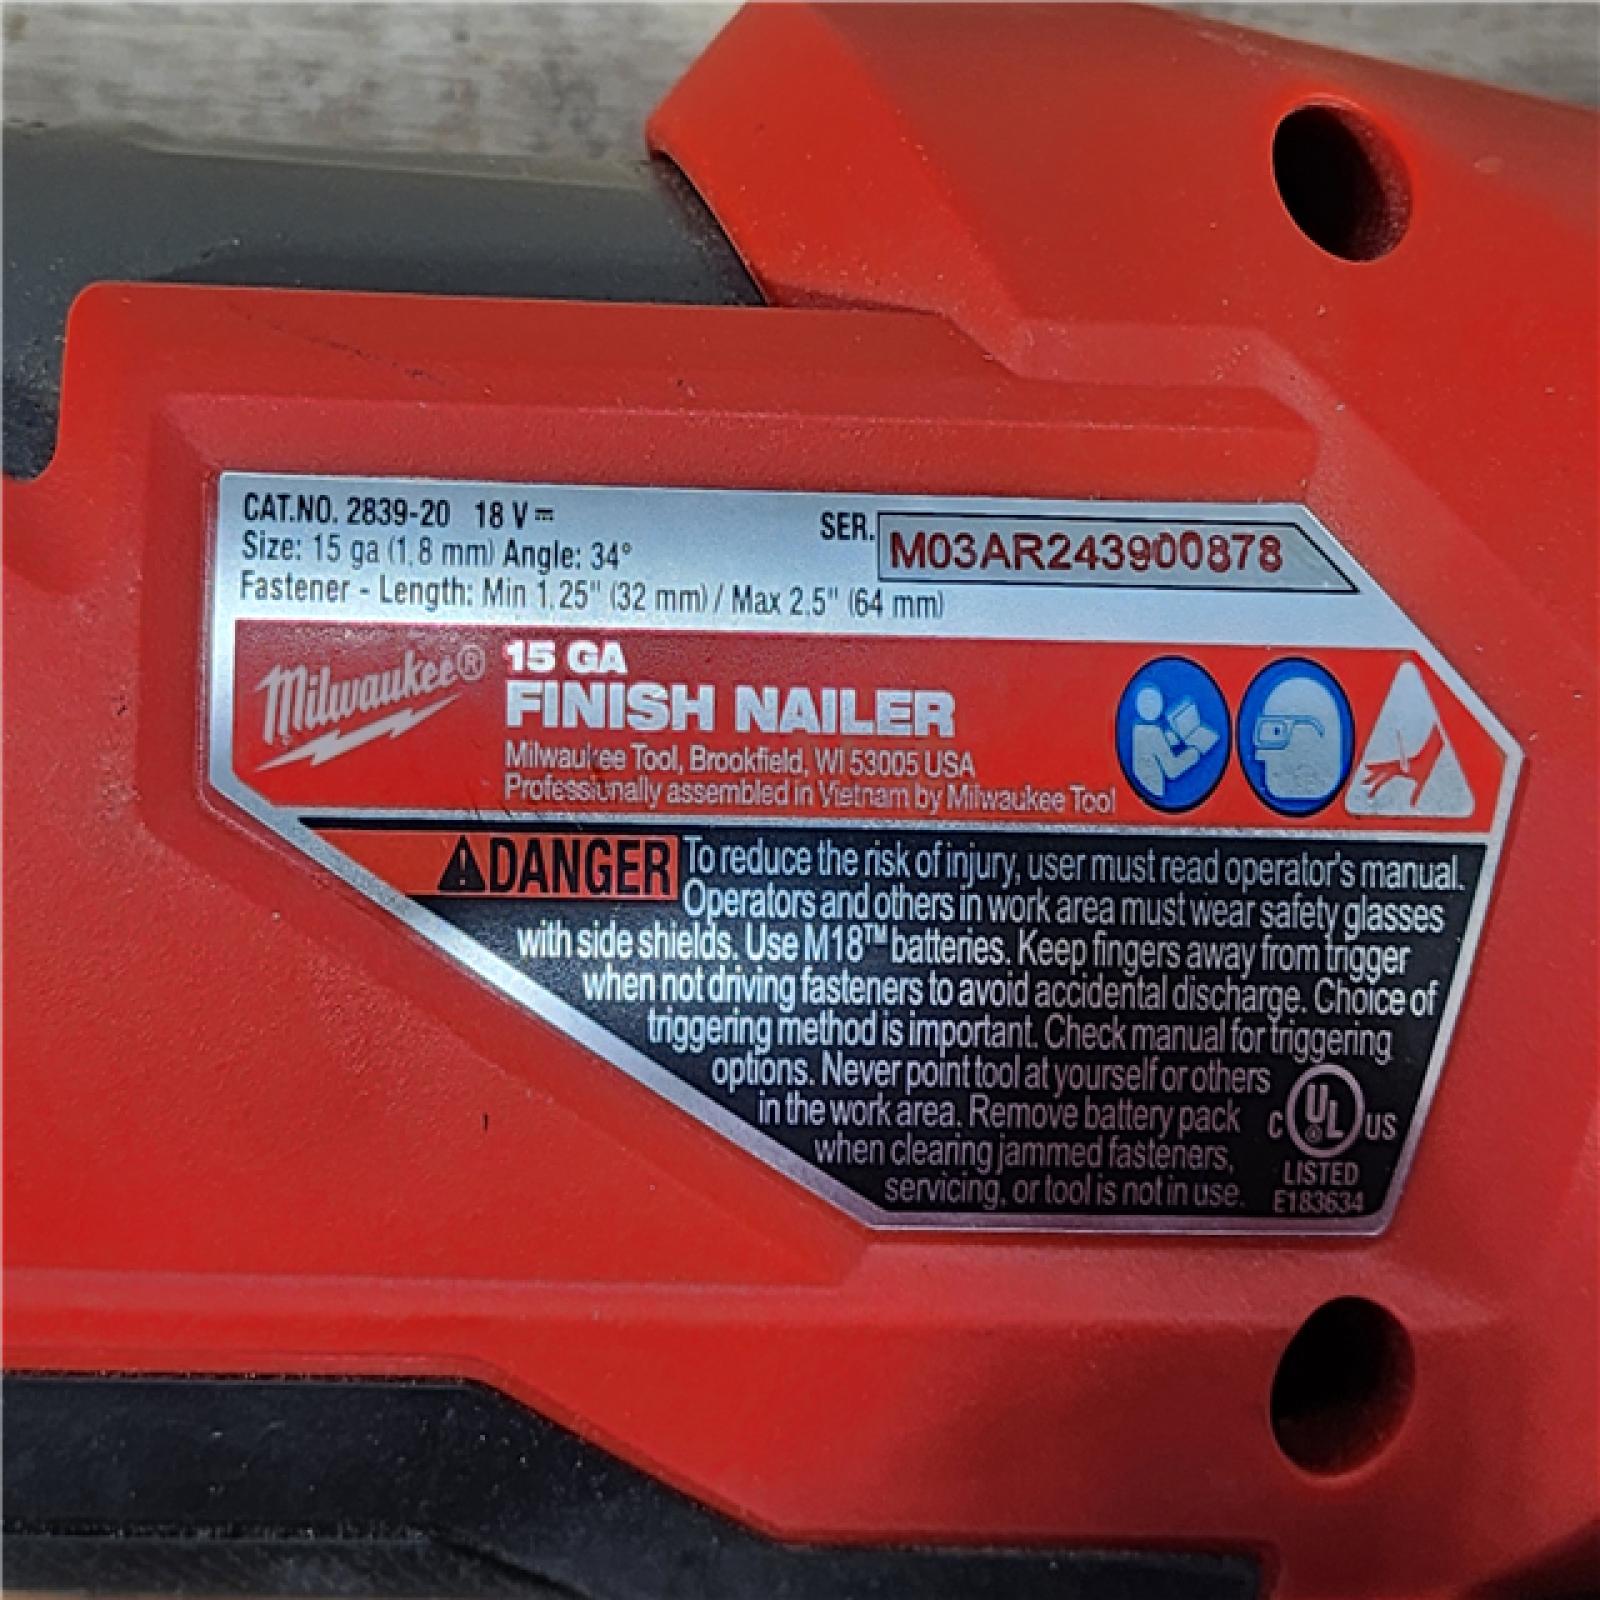 CAT.NO. 2839-20 18 V⎓
SER. M03AR243900878
Size: 15 ga (1.8 mm) Angle: 34°
Fastener - Length: Min 1.25" (32 mm) / Max 2.5" (64 mm)
Milwaukee®
15 GA
FINISH NAILER
Milwaukee Tool, Brookfield, WI 53005 USA
Professionally assembled in Vietnam by Milwaukee Tool
DANGER To reduce the risk of injury, user must read operator's manual.
Operators and others in work area must wear safety glasses
with side shields. Use M18™ batteries. Keep fingers away from trigger
when not driving fasteners to avoid accidental discharge. Choice of
triggering method is important. Check manual for triggering
options. Never point tool at yourself or others
in the work area. Remove battery pack
when clearing jammed fasteners,
servicing, or tool is not in use.
C UL US
LISTED
E183634